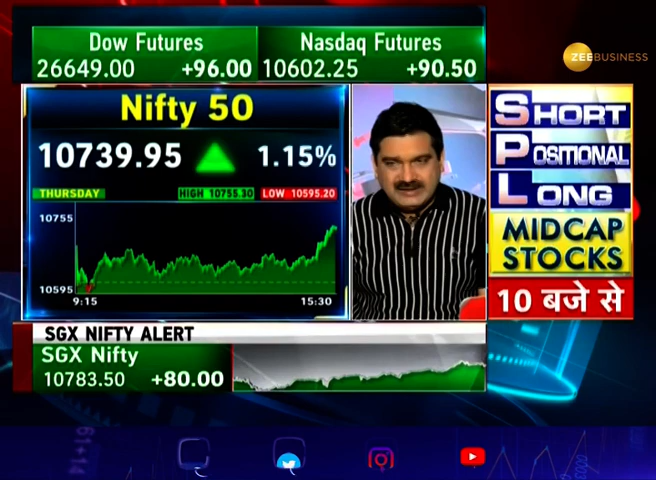 Dow Futures
26649.00 +96.00
Nasdaq Futures
10602.25 +90.50
ZEEBUSINESS
Nifty 50
10739.95 1.15%
THURSDAY HIGH 10755.30 LOW 10595.20
10755
10595
9:15 15:30
SHORT
POSITIONAL
LONG
MIDCAP
STOCKS
10 बजे से
SGX NIFTY ALERT
SGX Nifty
10783.50 +80.00
61+14